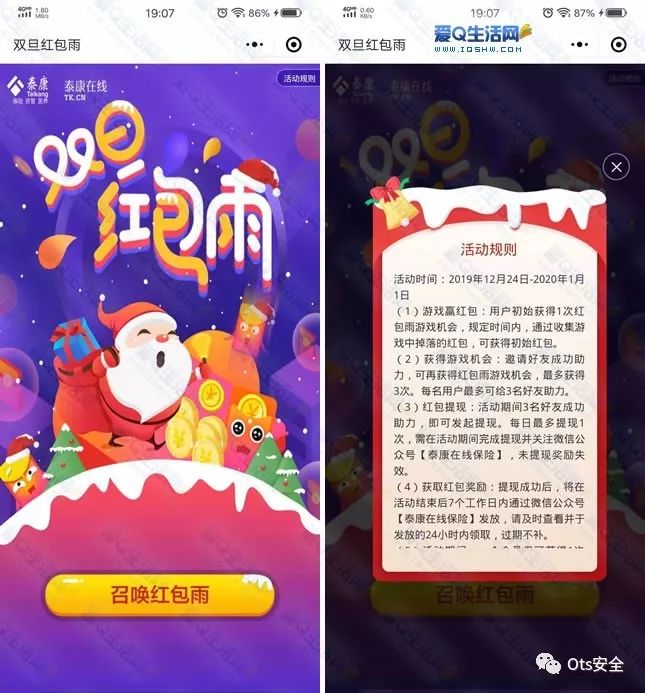 4GHD 1.80 MB/s 19:07 86%
双旦红包雨
泰康 Taikang 保险 资管 医养
泰康在线 TK.CN
活动规则
双旦
红包雨
召唤红包雨
4GHD 0.60 KB/s 19:07 87%
双旦红包雨
爱Q生活网
WWW.IQSHW.COM
泰康在线
活动规则
活动规则
活动时间：2019年12月24日-2020年1月
1日
（1）游戏赢红包：用户初始获得1次红
包雨游戏机会，规定时间内，通过收集游
戏中掉落的红包，可获得初始红包。
（2）获得游戏机会：邀请好友成功助
力，可再获得红包雨游戏机会，最多获得
3次。每名用户最多可给3名好友助力。
（3）红包提现：活动期间3名好友成功
助力，即可发起提现。每日最多提现1
次，需在活动期间完成提现并关注微信公
众号【泰康在线保险】，未提现奖励失
效。
（4）获取红包奖励：提现成功后，将在
活动结束后7个工作日内通过微信公众号
【泰康在线保险】发放，请及时查看并于
发放的24小时内领取，过期不补。
召唤红包雨
Ots安全